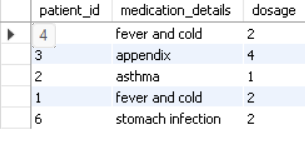 patient_id medication_details dosage
4 fever and cold 2
3 appendix 4
2 asthma 1
1 fever and cold 2
6 stomach infection 2